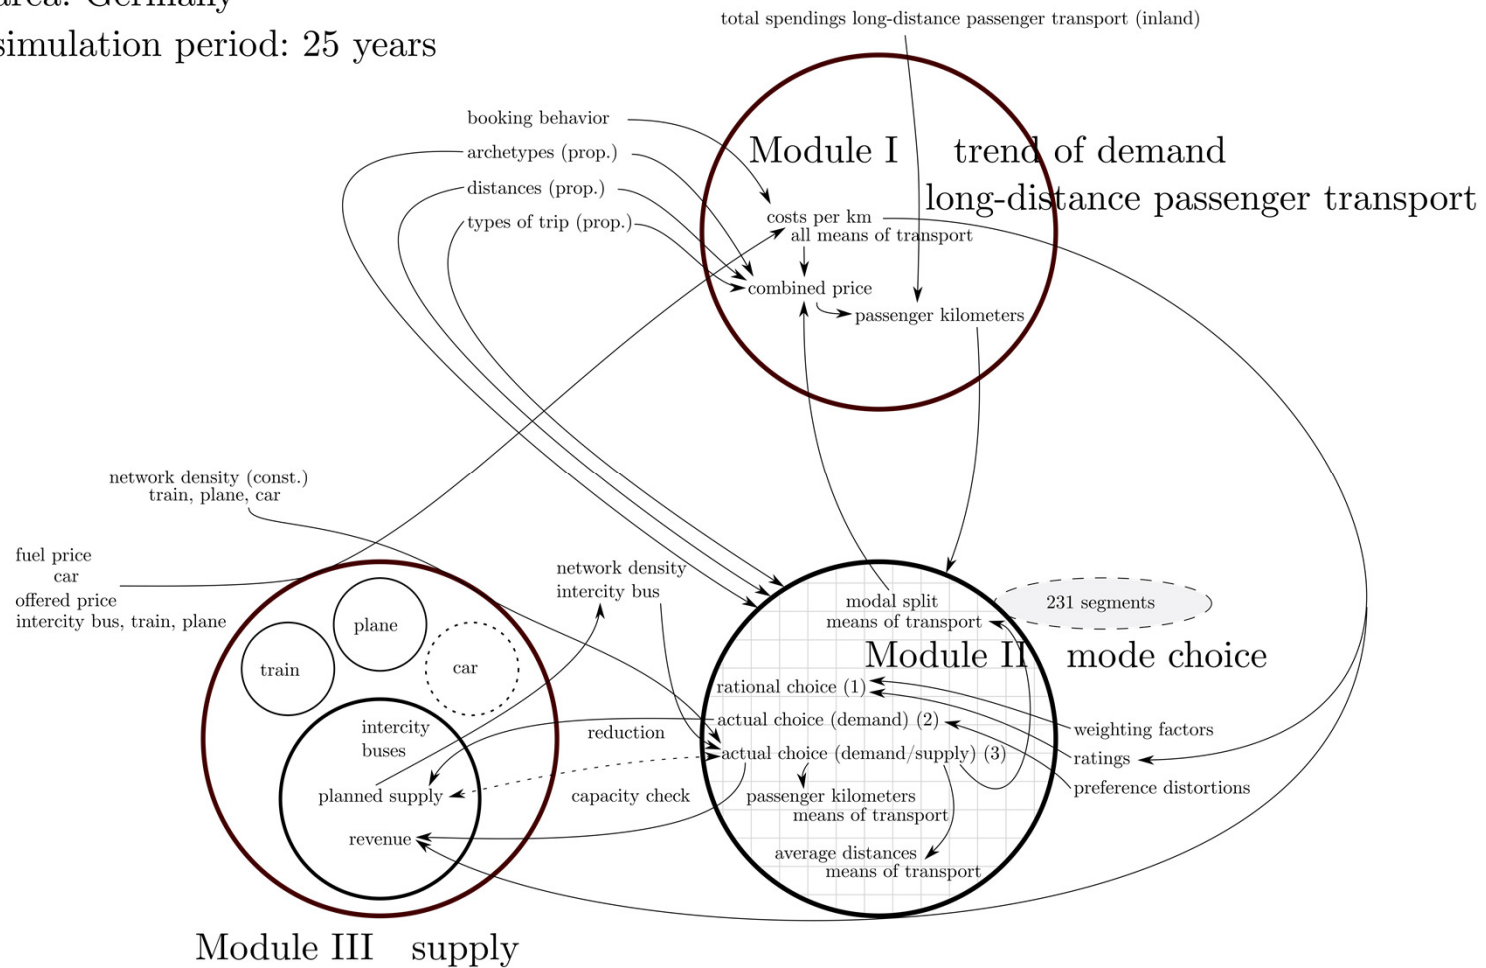 area: Germany
simulation period: 25 years
total spendings long-distance passenger transport (inland)
booking behavior
archetypes (prop.)
distances (prop.)
types of trip (prop.)
Module I trend of demand
long-distance passenger transport
costs per km
all means of transport
combined price
passenger kilometers
network density (const.)
train, plane, car
fuel price
car
offered price
intercity bus, train, plane
network density
intercity bus
plane
train
car
intercity
buses
planned supply
revenue
reduction
capacity check
modal split
means of transport
231 segments
Module II mode choice
rational choice (1)
actual choice (demand) (2)
actual choice (demand/supply) (3)
passenger kilometers
means of transport
average distances
means of transport
weighting factors
ratings
preference distortions
Module III supply